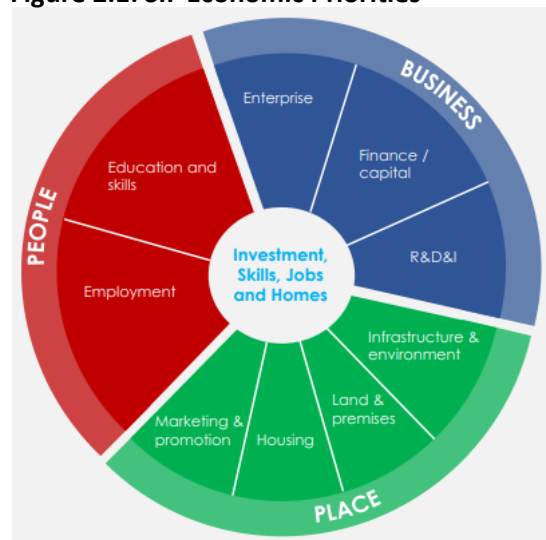 BUSINESS
Enterprise
Finance /
capital
R&D&I
PEOPLE
Education and
skills
Employment
Investment,
Skills, Jobs
and Homes
Infrastructure &
environment
Land &
premises
Housing
Marketing &
promotion
PLACE